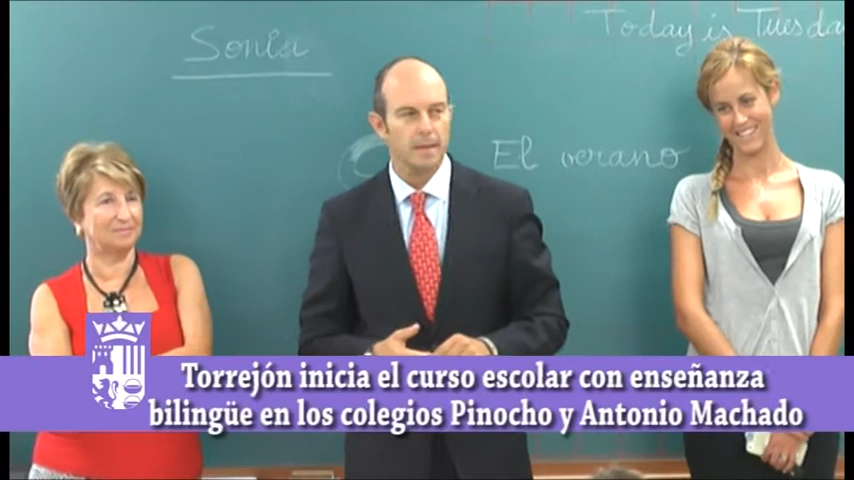 Sonia
Today is Tuesda
El verano
Torrejón inicia el curso escolar con enseñanza
bilingüe en los colegios Pinocho y Antonio Machado